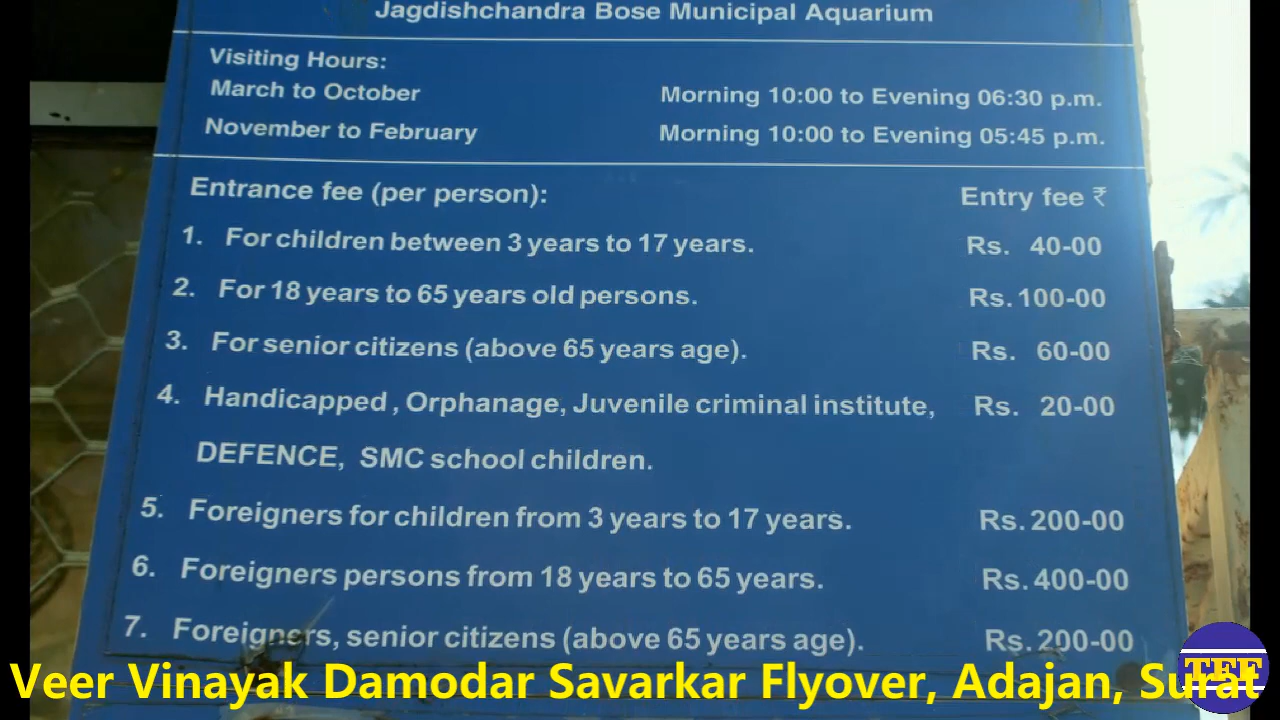 Jagdishchandra Bose Municipal Aquarium
Visiting Hours:
March to October Morning 10:00 to Evening 06:30 p.m.
November to February Morning 10:00 to Evening 05:45 p.m.
Entrance fee (per person): Entry fee ₹
1. For children between 3 years to 17 years. Rs. 40-00
2. For 18 years to 65 years old persons. Rs. 100-00
3. For senior citizens (above 65 years age). Rs. 60-00
4. Handicapped, Orphanage, Juvenile criminal institute, Rs. 20-00
DEFENCE, SMC school children.
5. Foreigners for children from 3 years to 17 years. Rs. 200-00
6. Foreigners persons from 18 years to 65 years. Rs. 400-00
7. Foreigners, senior citizens (above 65 years age). Rs. 200-00
Veer Vinayak Damodar Savarkar Flyover, Adajan, Surat
TEF